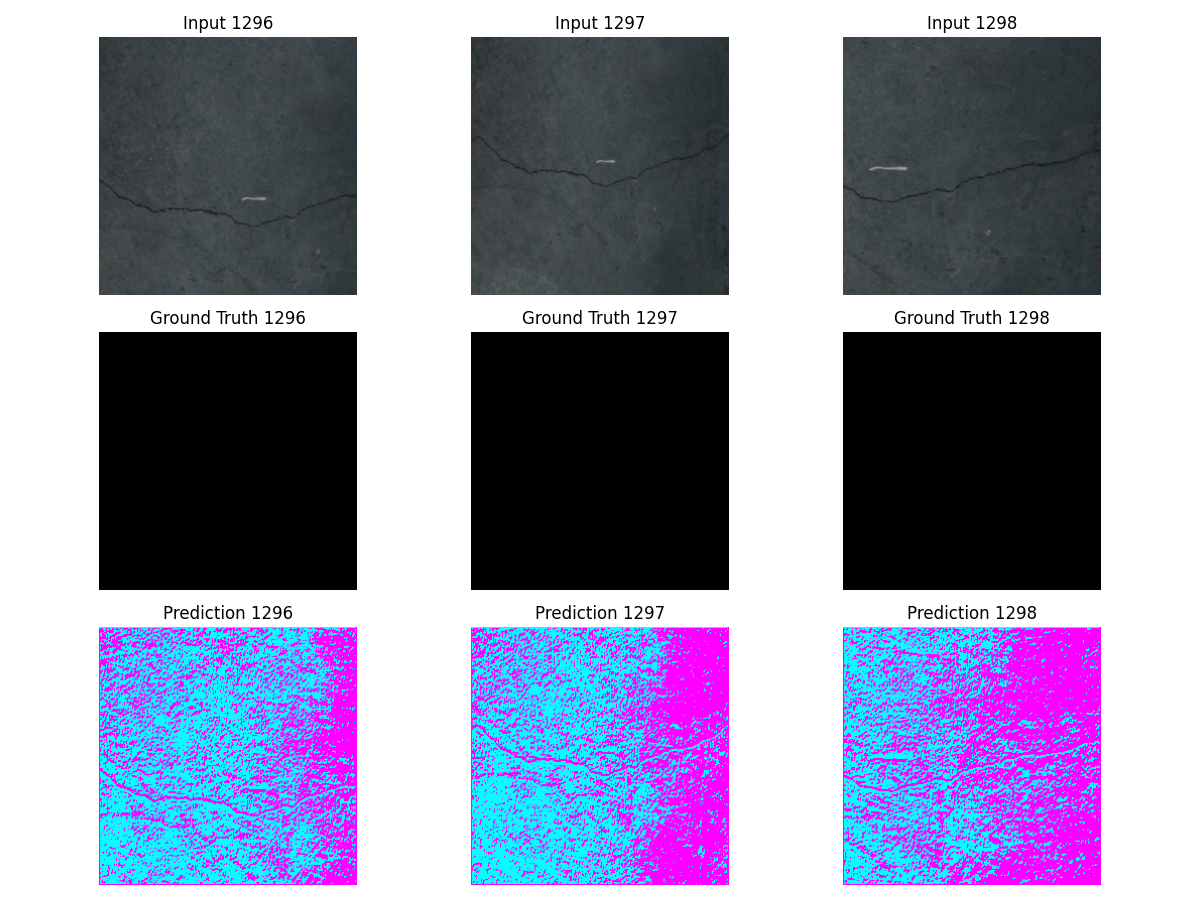 Input 1296
Input 1297
Input 1298
Ground Truth 1296
Ground Truth 1297
Ground Truth 1298
Prediction 1296
Prediction 1297
Prediction 1298